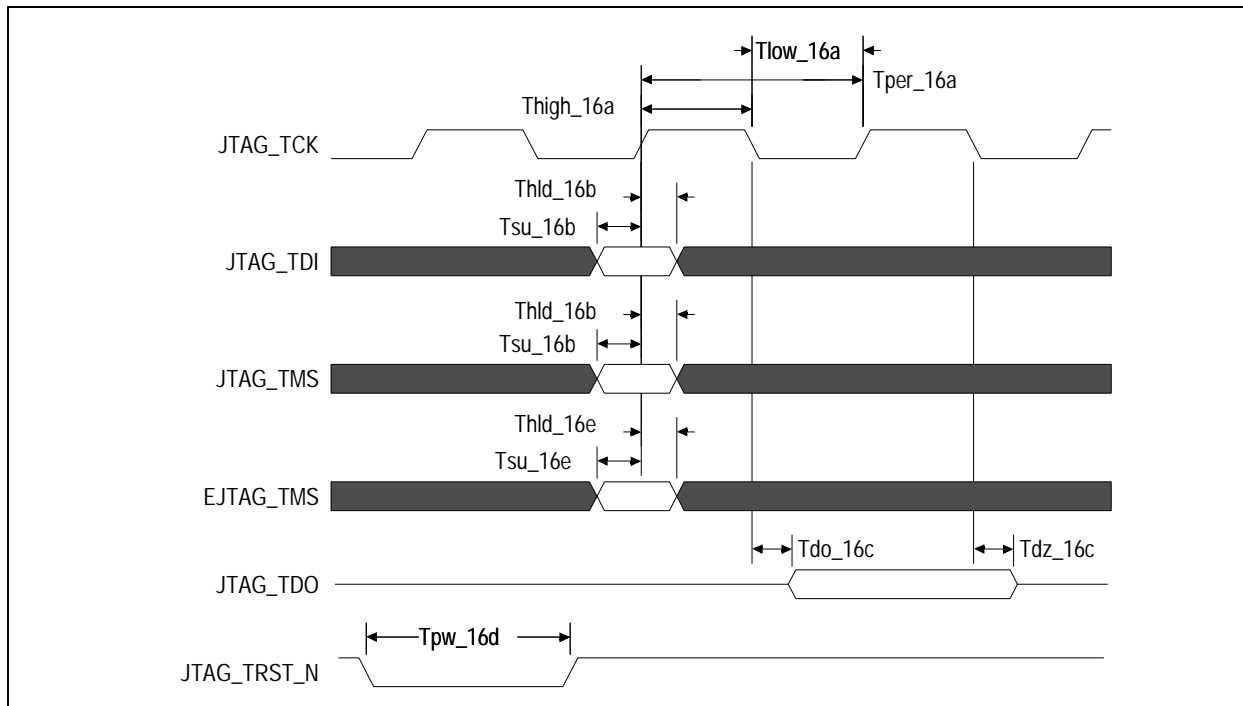 Tlow_16a
Tper_16a
Thigh_16a
JTAG_TCK
Thld_16b
Tsu_16b
JTAG_TDI
Thld_16b
Tsu_16b
JTAG_TMS
Thld_16e
Tsu_16e
EJTAG_TMS
Tdo_16c
Tdz_16c
JTAG_TDO
Tpw_16d
JTAG_TRST_N